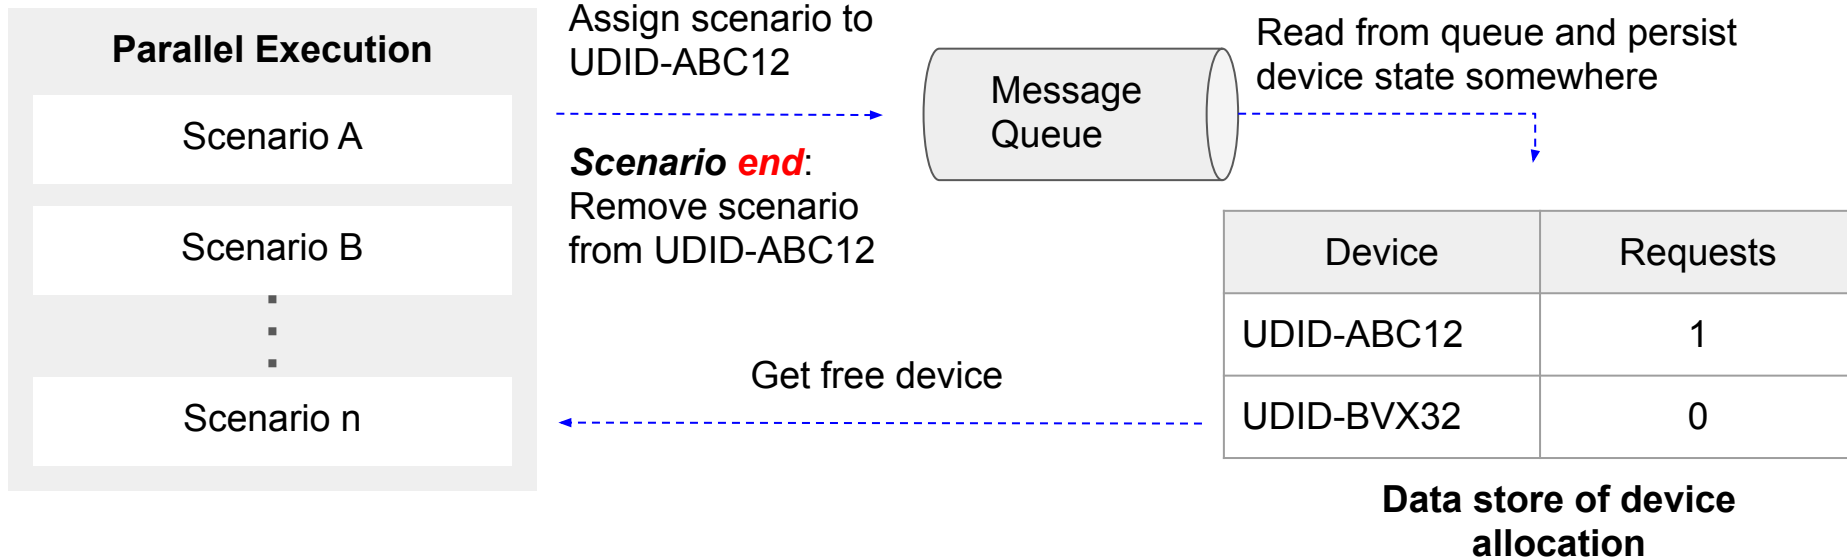 Parallel Execution
Scenario A
Scenario B
Scenario n
Assign scenario to
UDID-ABC12
Scenario end:
Remove scenario
from UDID-ABC12
Message
Queue
Read from queue and persist
device state somewhere
Device Requests
UDID-ABC12 1
UDID-BVX32 0
Data store of device
allocation
Get free device